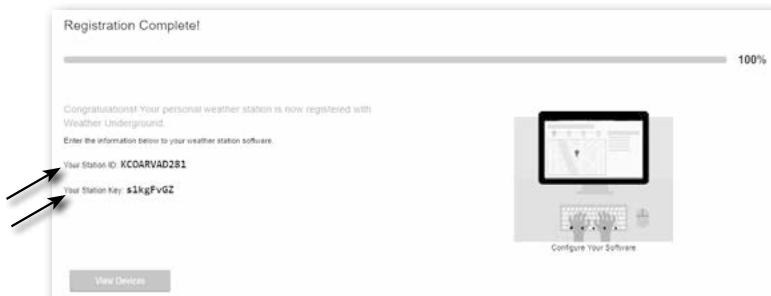 Registration Complete!
100%
Congratulations! Your personal weather station is now registered with
Weather Underground.
Enter the information below to your weather station software.
Your Station ID: KCOARVAD281
Your Station Key: s1kgFvGZ
Configure Your Software
View Devices